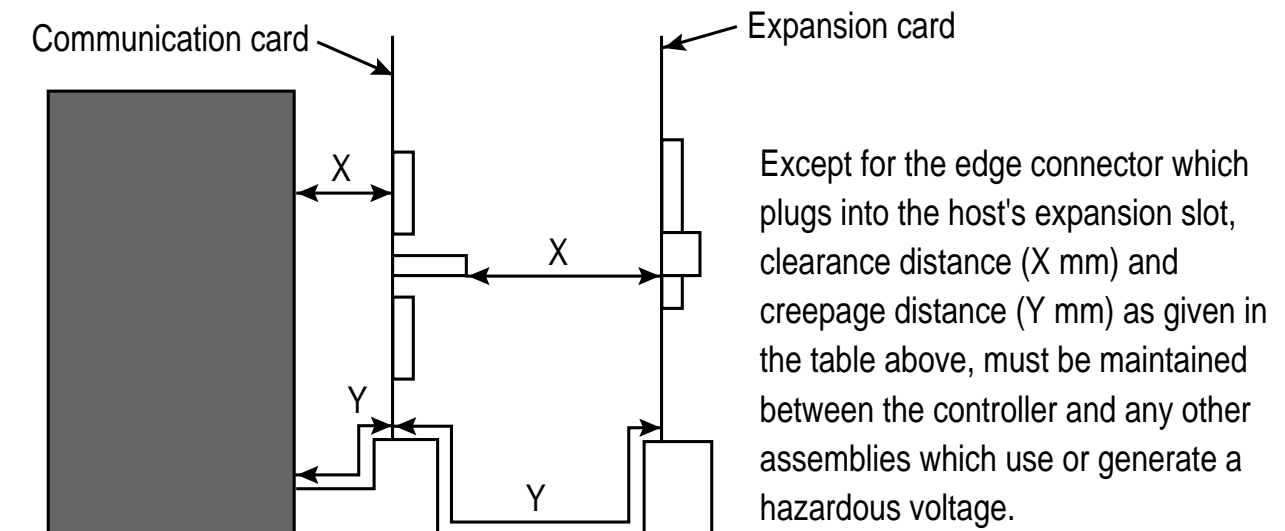 Communication card
Expansion card
X
X
Y
Y
Except for the edge connector which
plugs into the host's expansion slot,
clearance distance (X mm) and
creepage distance (Y mm) as given in
the table above, must be maintained
between the controller and any other
assemblies which use or generate a
hazardous voltage.